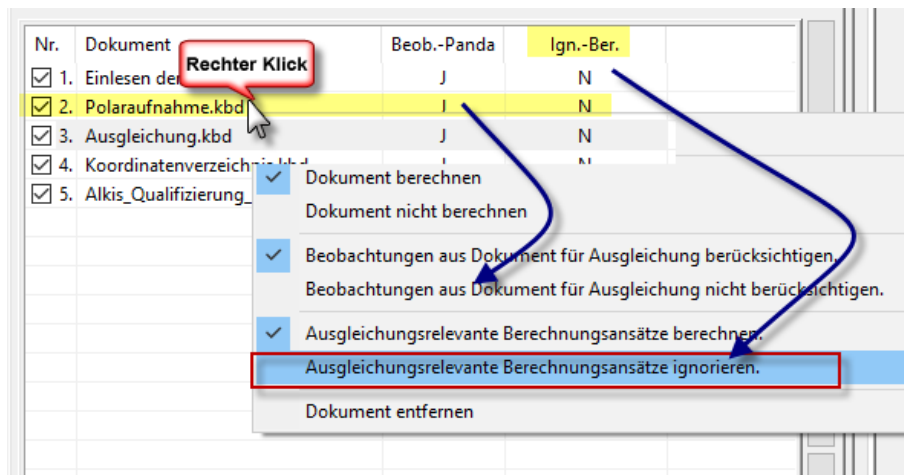 Nr. Dokument Beob.-Panda Ign.-Ber.
Rechter Klick
1. Einlesen der J N
2. Polaraufnahme.kbd J N
3. Ausgleichung.kbd J N
4. Koordinatenverzeichnis.kbd J N
5. Alkis_Qualifizierung_
Dokument berechnen
Dokument nicht berechnen
Beobachtungen aus Dokument für Ausgleichung berücksichtigen.
Beobachtungen aus Dokument für Ausgleichung nicht berücksichtigen.
Ausgleichungsrelevante Berechnungsansätze berechnen.
Ausgleichungsrelevante Berechnungsansätze ignorieren.
Dokument entfernen